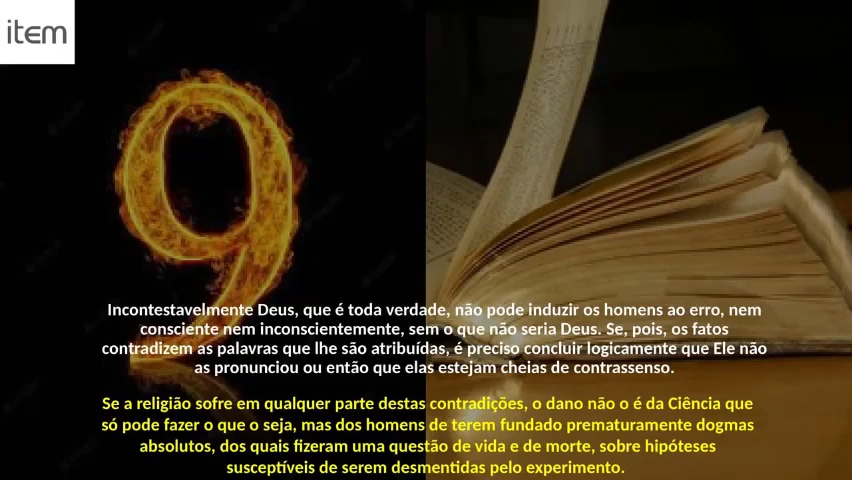 item
9
Incontestavelmente Deus, que é toda verdade, não pode induzir os homens ao erro, nem
consciente nem inconscientemente, sem o que não seria Deus. Se, pois, os fatos
contradizem as palavras que lhe são atribuídas, é preciso concluir logicamente que Ele não
as pronunciou ou então que elas estejam cheias de contrassenso.
Se a religião sofre em qualquer parte destas contradições, o dano não o é da Ciência que
só pode fazer o que o seja, mas dos homens de terem fundado prematuramente dogmas
absolutos, dos quais fizeram uma questão de vida e de morte, sobre hipóteses
susceptíveis de serem desmentidas pelo experimento.